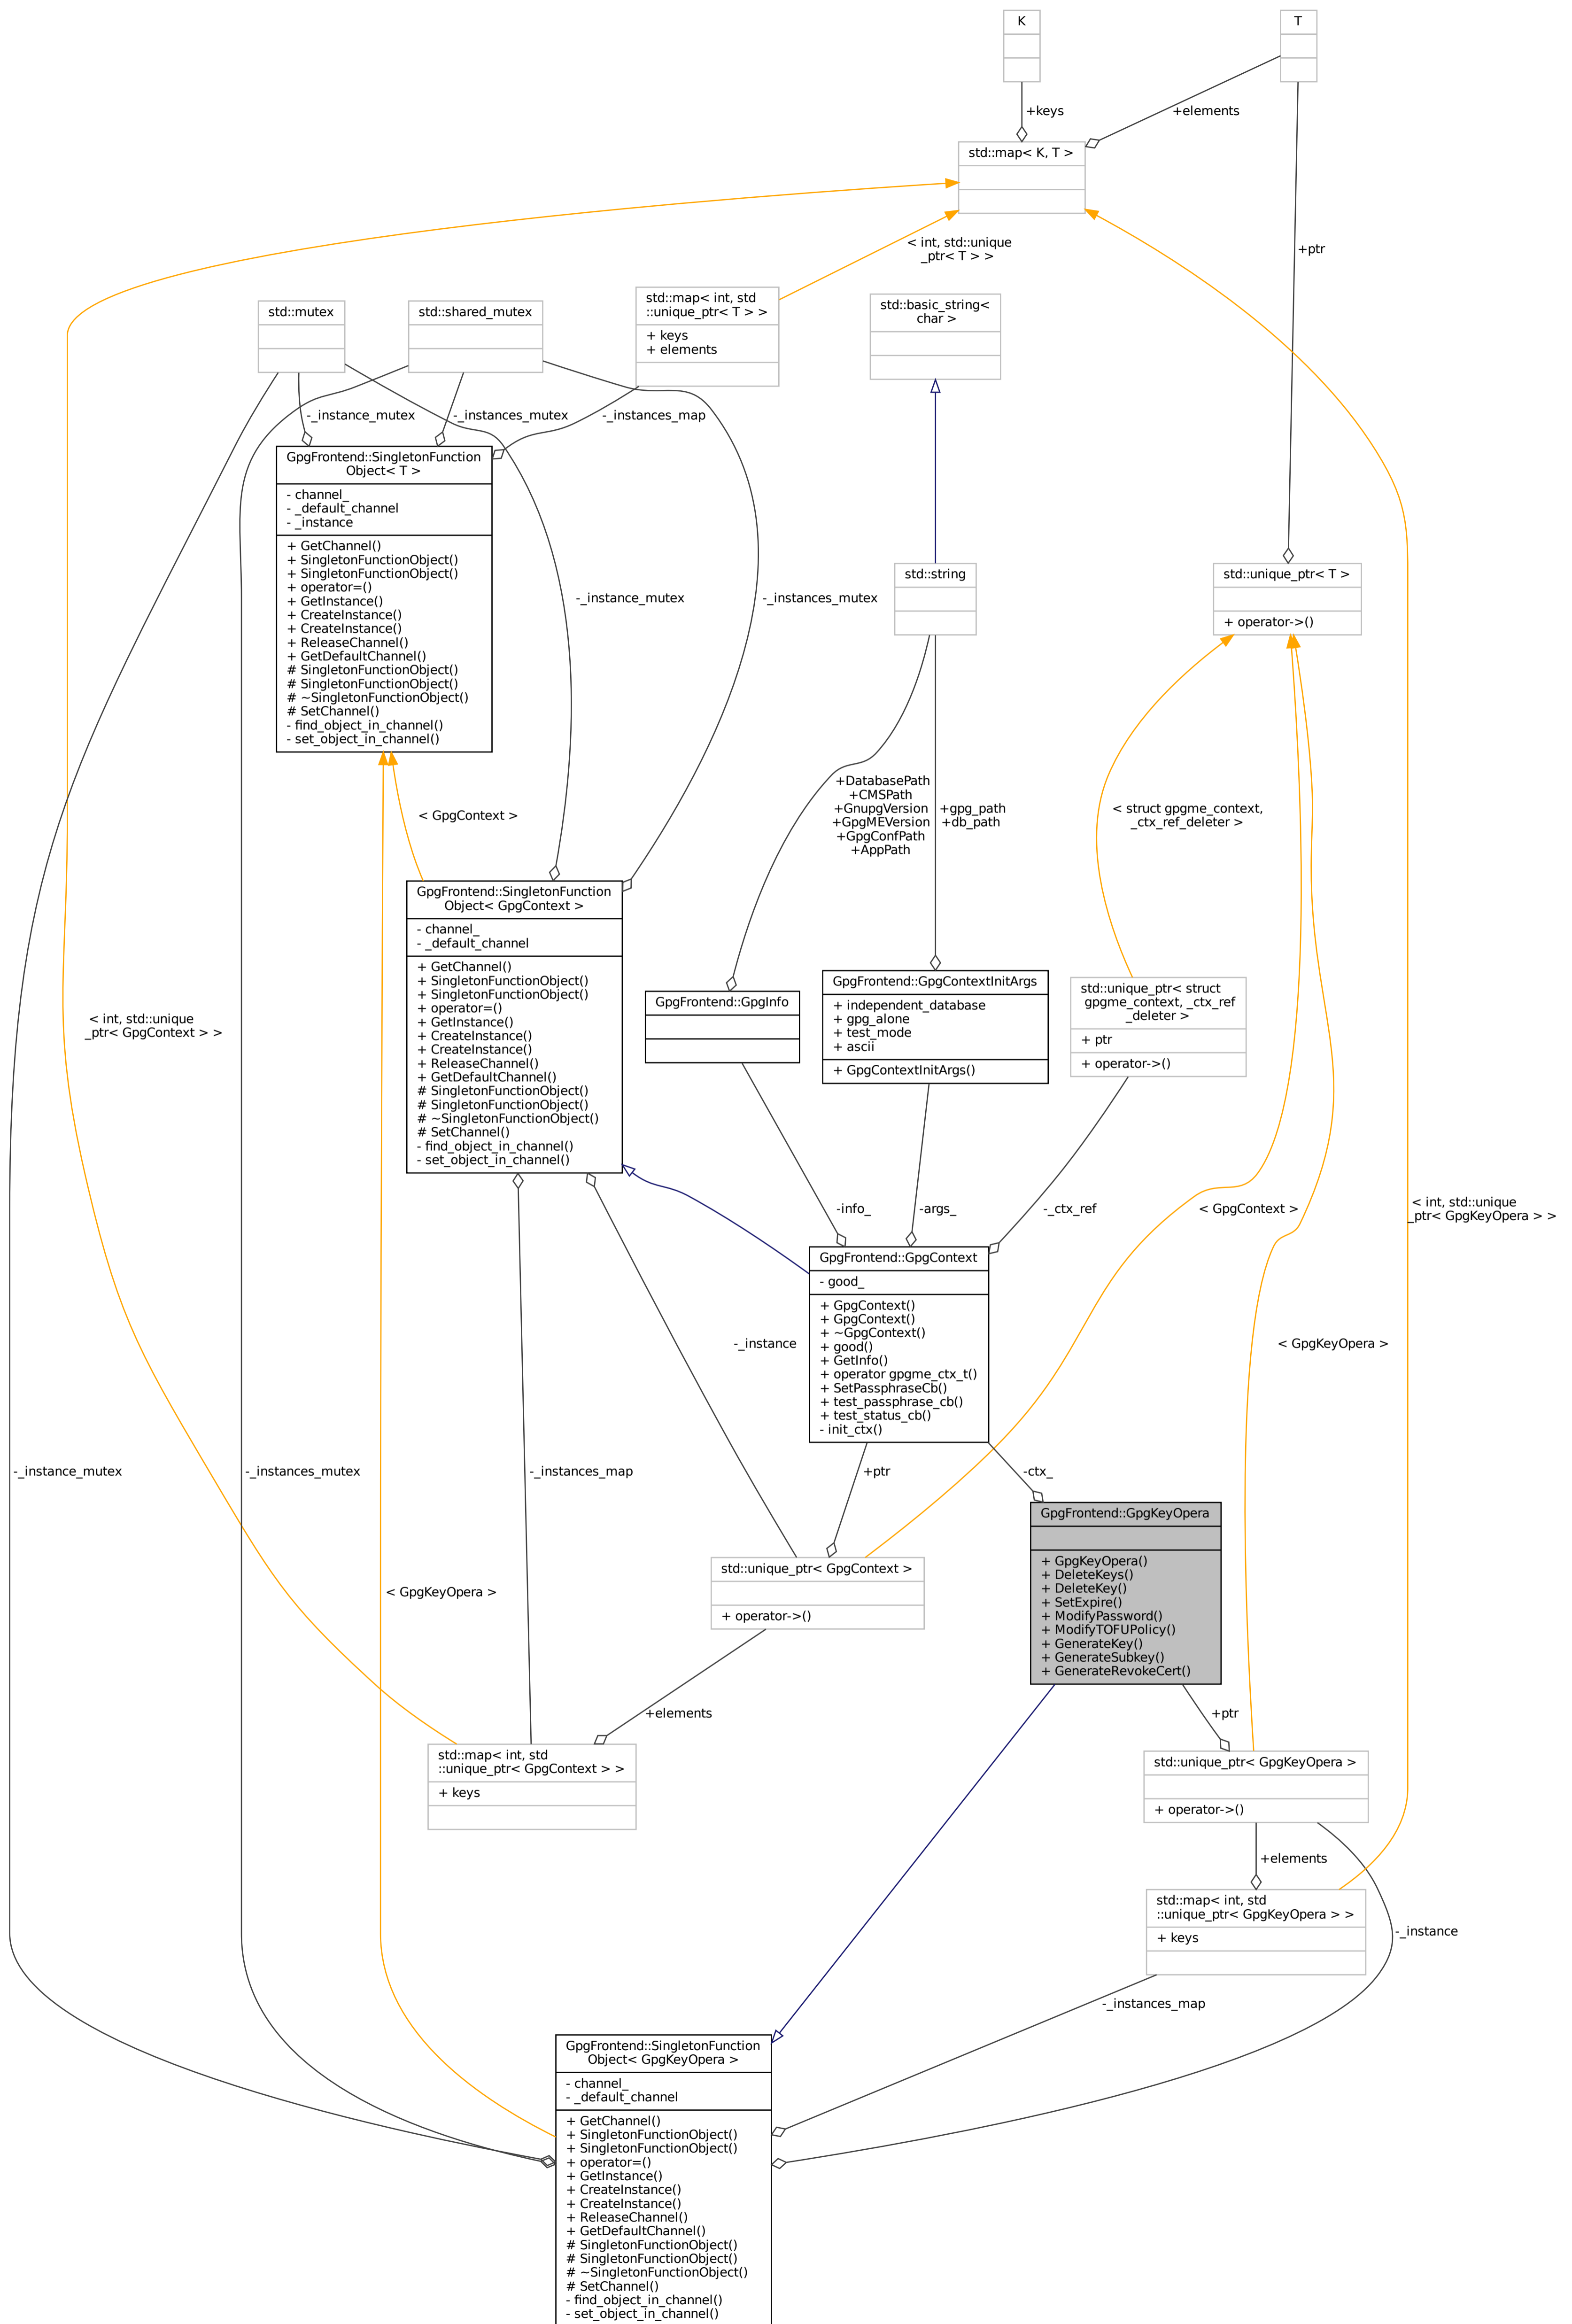 K
T
+keys
+elements
std::map< K, T >
< int, std::unique
_ptr< T > >
+ptr
std::mutex
std::shared_mutex
std::map< int, std
::unique_ptr< T > >
+ keys
+ elements
std::basic_string<
char >
-_instance_mutex
-_instances_mutex
-_instances_map
GpgFrontend::SingletonFunction
Object< T >
- channel_
- _default_channel
- _instance
+ GetChannel()
+ SingletonFunctionObject()
+ SingletonFunctionObject()
+ operator=()
+ GetInstance()
+ CreateInstance()
+ CreateInstance()
+ ReleaseChannel()
+ GetDefaultChannel()
# SingletonFunctionObject()
# SingletonFunctionObject()
# ~SingletonFunctionObject()
# SetChannel()
- find_object_in_channel()
- set_object_in_channel()
-_instance_mutex
-_instances_mutex
std::string
std::unique_ptr< T >
+ operator->()
< GpgContext >
+DatabasePath
+CMSPath
+GnupgVersion
+GpgMEVersion
+GpgConfPath
+AppPath
+gpg_path
+db_path
< struct gpgme_context,
_ctx_ref_deleter >
GpgFrontend::SingletonFunction
Object< GpgContext >
- channel_
- _default_channel
+ GetChannel()
+ SingletonFunctionObject()
+ SingletonFunctionObject()
+ operator=()
+ GetInstance()
+ CreateInstance()
+ CreateInstance()
+ ReleaseChannel()
+ GetDefaultChannel()
# SingletonFunctionObject()
# SingletonFunctionObject()
# ~SingletonFunctionObject()
# SetChannel()
- find_object_in_channel()
- set_object_in_channel()
GpgFrontend::GpgInfo
GpgFrontend::GpgContextInitArgs
+ independent_database
+ gpg_alone
+ test_mode
+ ascii
+ GpgContextInitArgs()
std::unique_ptr< struct
gpgme_context, _ctx_ref
_deleter >
+ ptr
+ operator->()
< int, std::unique
_ptr< GpgContext > >
-info_
-args_
-_ctx_ref
< GpgContext >
< int, std::unique
_ptr< GpgKeyOpera > >
GpgFrontend::GpgContext
- good_
+ GpgContext()
+ GpgContext()
+ ~GpgContext()
+ good()
+ GetInfo()
+ operator gpgme_ctx_t()
+ SetPassphraseCb()
+ test_passphrase_cb()
+ test_status_cb()
- init_ctx()
-_instance
< GpgKeyOpera >
-_instance_mutex
-_instances_mutex
-_instances_map
+ptr
-ctx_
GpgFrontend::GpgKeyOpera
+ GpgKeyOpera()
+ DeleteKeys()
+ DeleteKey()
+ SetExpire()
+ ModifyPassword()
+ ModifyTOFUPolicy()
+ GenerateKey()
+ GenerateSubkey()
+ GenerateRevokeCert()
std::unique_ptr< GpgContext >
+ operator->()
< GpgKeyOpera >
+elements
+ptr
std::map< int, std
::unique_ptr< GpgContext > >
+ keys
std::unique_ptr< GpgKeyOpera >
+ operator->()
+elements
std::map< int, std
::unique_ptr< GpgKeyOpera > >
+ keys
-_instance
-_instances_map
GpgFrontend::SingletonFunction
Object< GpgKeyOpera >
- channel_
- _default_channel
+ GetChannel()
+ SingletonFunctionObject()
+ SingletonFunctionObject()
+ operator=()
+ GetInstance()
+ CreateInstance()
+ CreateInstance()
+ ReleaseChannel()
+ GetDefaultChannel()
# SingletonFunctionObject()
# SingletonFunctionObject()
# ~SingletonFunctionObject()
# SetChannel()
- find_object_in_channel()
- set_object_in_channel()